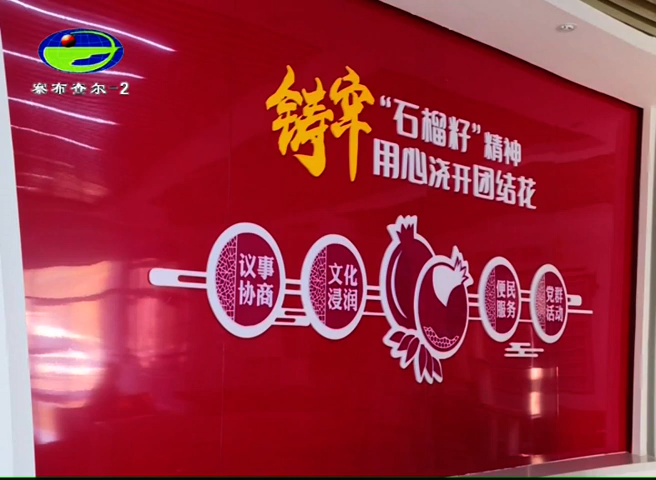 察布查尔-2
铸牢
“石榴籽”精神
用心浇开团结花
议事
协商
文化
浸润
便民
服务
党群
活动